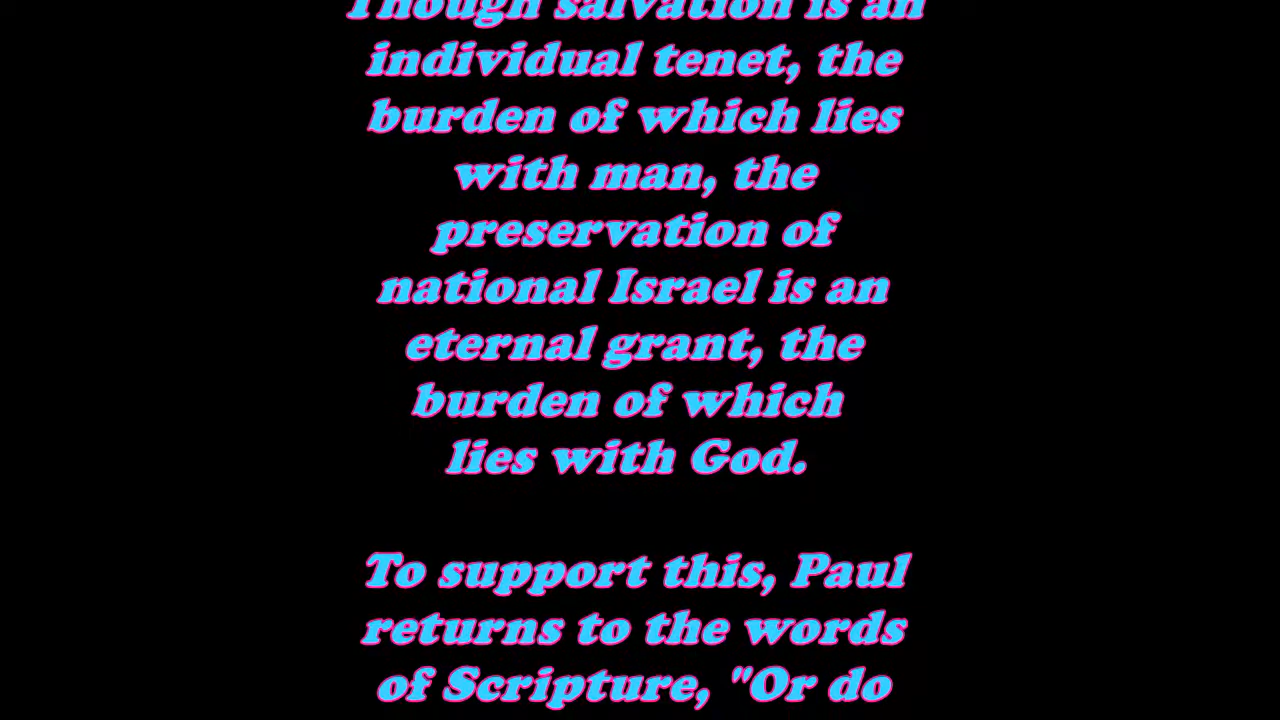 Though salvation is an
individual tenet, the
burden of which lies
with man, the
preservation of
national Israel is an
eternal grant, the
burden of which
lies with God.
To support this, Paul
returns to the words
of Scripture, "Or do